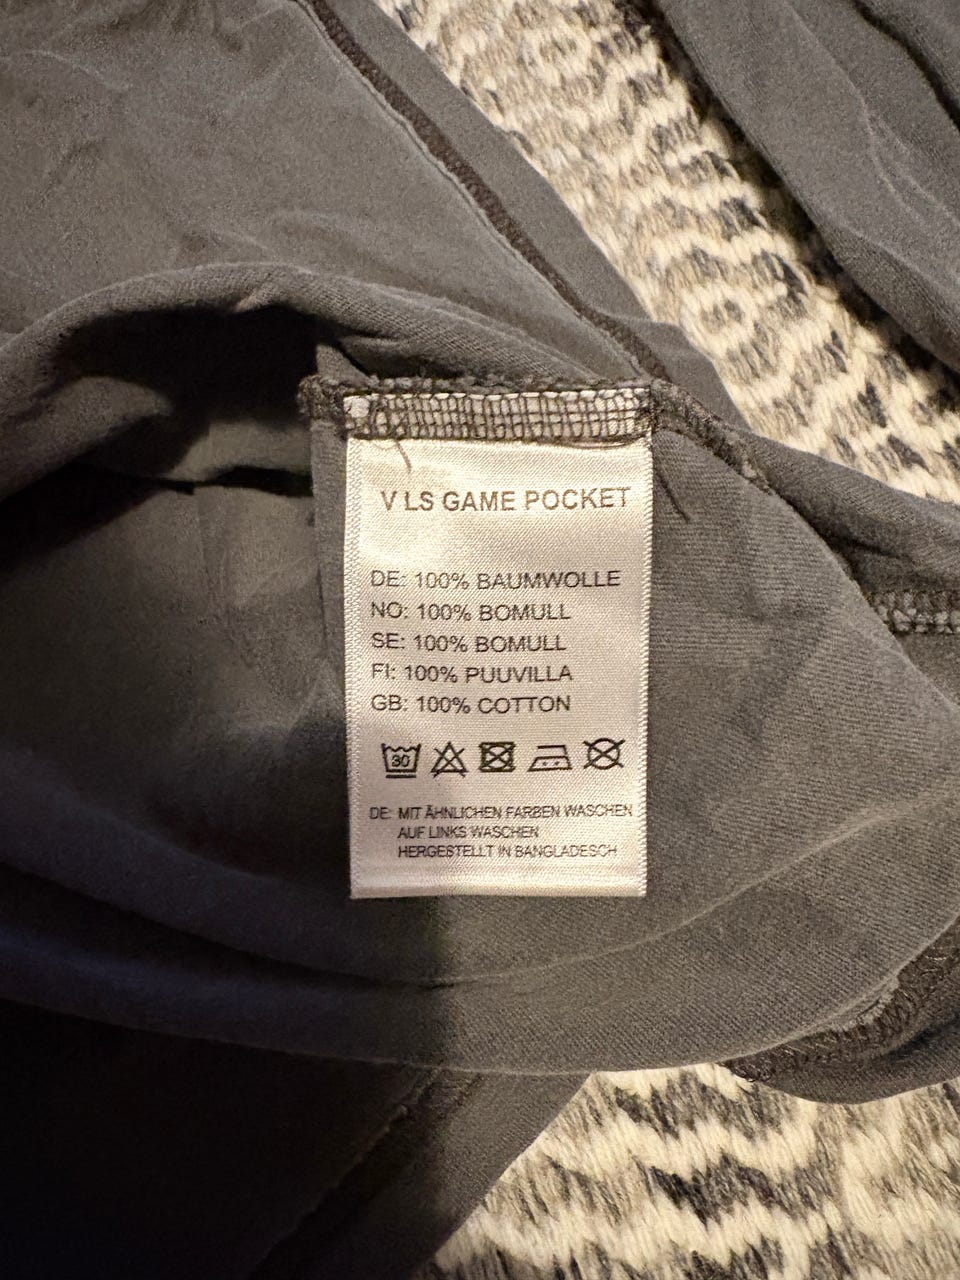 V LS GAME POCKET
DE: 100% BAUMWOLLE
NO: 100% BOMULL
SE: 100% BOMULL
FI: 100% PUUVILLA
GB: 100% COTTON
30
DE: MIT ÄHNLICHEN FARBEN WASCHEN
AUF LINKS WASCHEN
HERGESTELLT IN BANGLADESCH